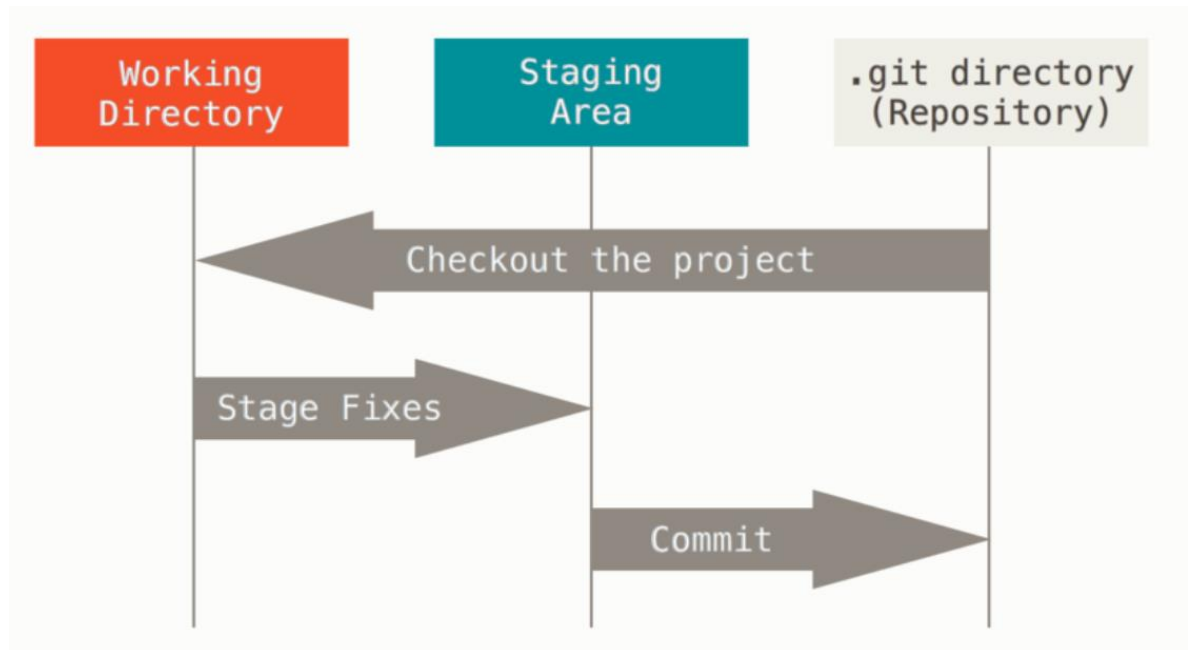 Working
Directory
Staging
Area
.git directory
(Repository)
Checkout the project
Stage Fixes
Commit